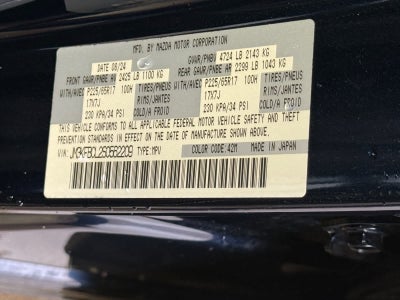 MFD. BY MAZDA MOTOR CORPORATION
DATE 08/24 GVWR/PNBV 4724 LB 2143 KG
FRONT GAWR/PNBE AV 2425 LB 1100 KG REAR GAWR/PNBE AR 2299 LB 1043 KG
WITH/AVEC P225/65R17 100H TIRES/PNEUS WITH/AVEC P225/65R17 100H TIRES/PNEUS
17X7J RIMS/JANTES 17X7J RIMS/JANTES
230 KPA/34 PSI COLD/A FROID 230 KPA/34 PSI COLD/A FROID
THIS VEHICLE CONFORMS TO ALL APPLICABLE FEDERAL MOTOR VEHICLE SAFETY AND THEFT
PREVENTION STANDARDS IN EFFECT ON THE DATE OF MANUFACTURE SHOWN ABOVE.
VIN: TYPE:MPV COLOR CODE:42M MADE IN JAPAN